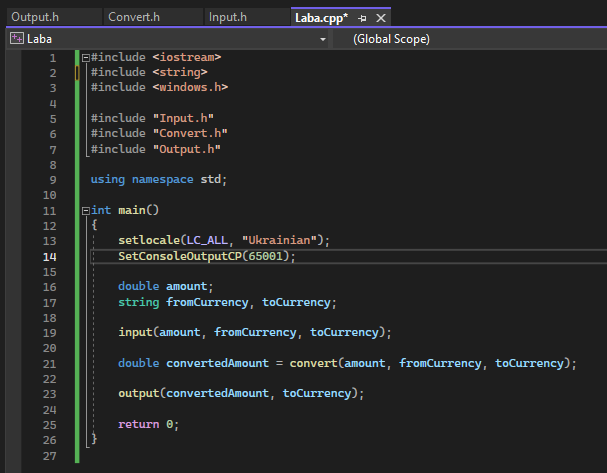 Output.h Convert.h Input.h Laba.cpp*
Laba (Global Scope)
1 #include <iostream>
2 #include <string>
3 #include <windows.h>
4
5 #include "Input.h"
6 #include "Convert.h"
7 #include "Output.h"
8
9 using namespace std;
10
11 int main()
12 {
13 setlocale(LC_ALL, "Ukrainian");
14 SetConsoleOutputCP(65001);
15
16 double amount;
17 string fromCurrency, toCurrency;
18
19 input(amount, fromCurrency, toCurrency);
20
21 double convertedAmount = convert(amount, fromCurrency, toCurrency);
22
23 output(convertedAmount, toCurrency);
24
25 return 0;
26 }
27